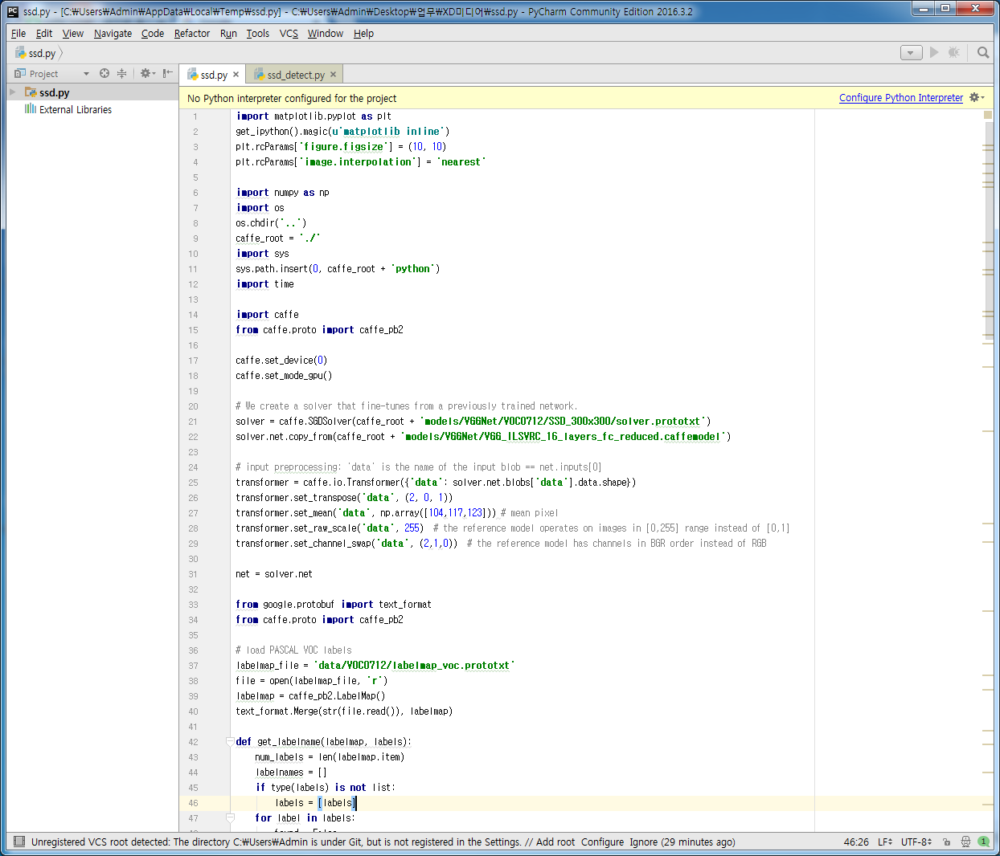 ssd.py - [C:₩Users₩Admin₩AppData₩Local₩Temp₩ssd.py] - C:₩Users₩Admin₩Desktop₩업무₩XD미디어₩ssd.py - PyCharm Community Edition 2016.3.2
File Edit View Navigate Code Refactor Run Tools VCS Window Help
ssd.py
Project
ssd.py
ssd_detect.py
ssd.py
External Libraries
No Python interpreter configured for the project
Configure Python Interpreter
1 import matplotlib.pyplot as plt
2 get_ipython().magic(u'matplotlib inline')
3 plt.rcParams['figure.figsize'] = (10, 10)
4 plt.rcParams['image.interpolation'] = 'nearest'
5
6 import numpy as np
7 import os
8 os.chdir('..')
9 caffe_root = './'
10 import sys
11 sys.path.insert(0, caffe_root + 'python')
12 import time
13
14 import caffe
15 from caffe.proto import caffe_pb2
16
17 caffe.set_device(0)
18 caffe.set_mode_gpu()
19
20 # We create a solver that fine-tunes from a previously trained network.
21 solver = caffe.SGDSolver(caffe_root + 'models/VGGNet/VOC0712/SSD_300x300/solver.prototxt')
22 solver.net.copy_from(caffe_root + 'models/VGGNet/VGG_ILSVRC_16_layers_fc_reduced.caffemodel')
23
24 # input preprocessing: 'data' is the name of the input blob == net.inputs[0]
25 transformer = caffe.io.Transformer({'data': solver.net.blobs['data'].data.shape})
26 transformer.set_transpose('data', (2, 0, 1))
27 transformer.set_mean('data', np.array([104,117,123])) # mean pixel
28 transformer.set_raw_scale('data', 255)  # the reference model operates on images in [0,255] range instead of [0,1]
29 transformer.set_channel_swap('data', (2,1,0))  # the reference model has channels in BGR order instead of RGB
30
31 net = solver.net
32
33 from google.protobuf import text_format
34 from caffe.proto import caffe_pb2
35
36 # load PASCAL VOC labels
37 labelmap_file = 'data/VOC0712/labelmap_voc.prototxt'
38 file = open(labelmap_file, 'r')
39 labelmap = caffe_pb2.LabelMap()
40 text_format.Merge(str(file.read()), labelmap)
41
42 def get_labelname(labelmap, labels):
43     num_labels = len(labelmap.item)
44     labelnames = []
45     if type(labels) is not list:
46         labels = [labels]
47     for label in labels:
Unregistered VCS root detected: The directory C:₩Users₩Admin is under Git, but is not registered in the Settings. // Add root Configure Ignore (29 minutes ago)
46:26 LF÷ UTF-8÷ 1